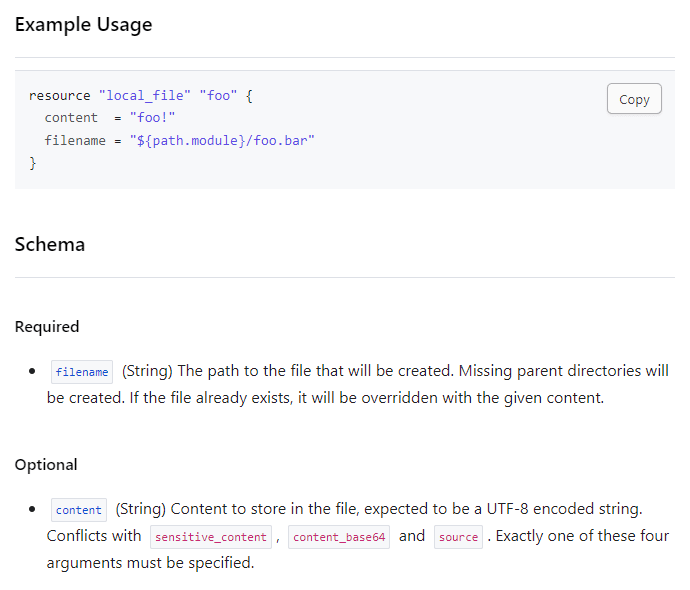 Example Usage
resource "local_file" "foo" {
Copy
  content  = "foo!"
  filename = "${path.module}/foo.bar"
}
Schema
Required
• filename (String) The path to the file that will be created. Missing parent directories will
be created. If the file already exists, it will be overridden with the given content.
Optional
• content (String) Content to store in the file, expected to be a UTF-8 encoded string.
Conflicts with sensitive_content , content_base64 and source . Exactly one of these four
arguments must be specified.